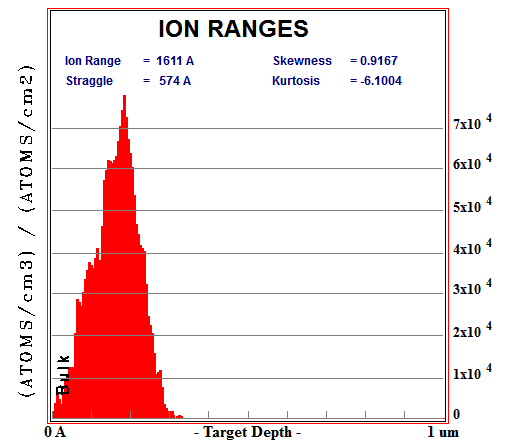 ION RANGES
Ion Range = 1611 A Skewness = 0.9167
Straggle = 574 A Kurtosis = -6.1004
(ATOMS/cm3) / (ATOMS/cm2)
7x10 4
6x10 4
5x10 4
4x10 4
3x10 4
2x10 4
1x10 4
0
Bulk
0 A - Target Depth - 1 um